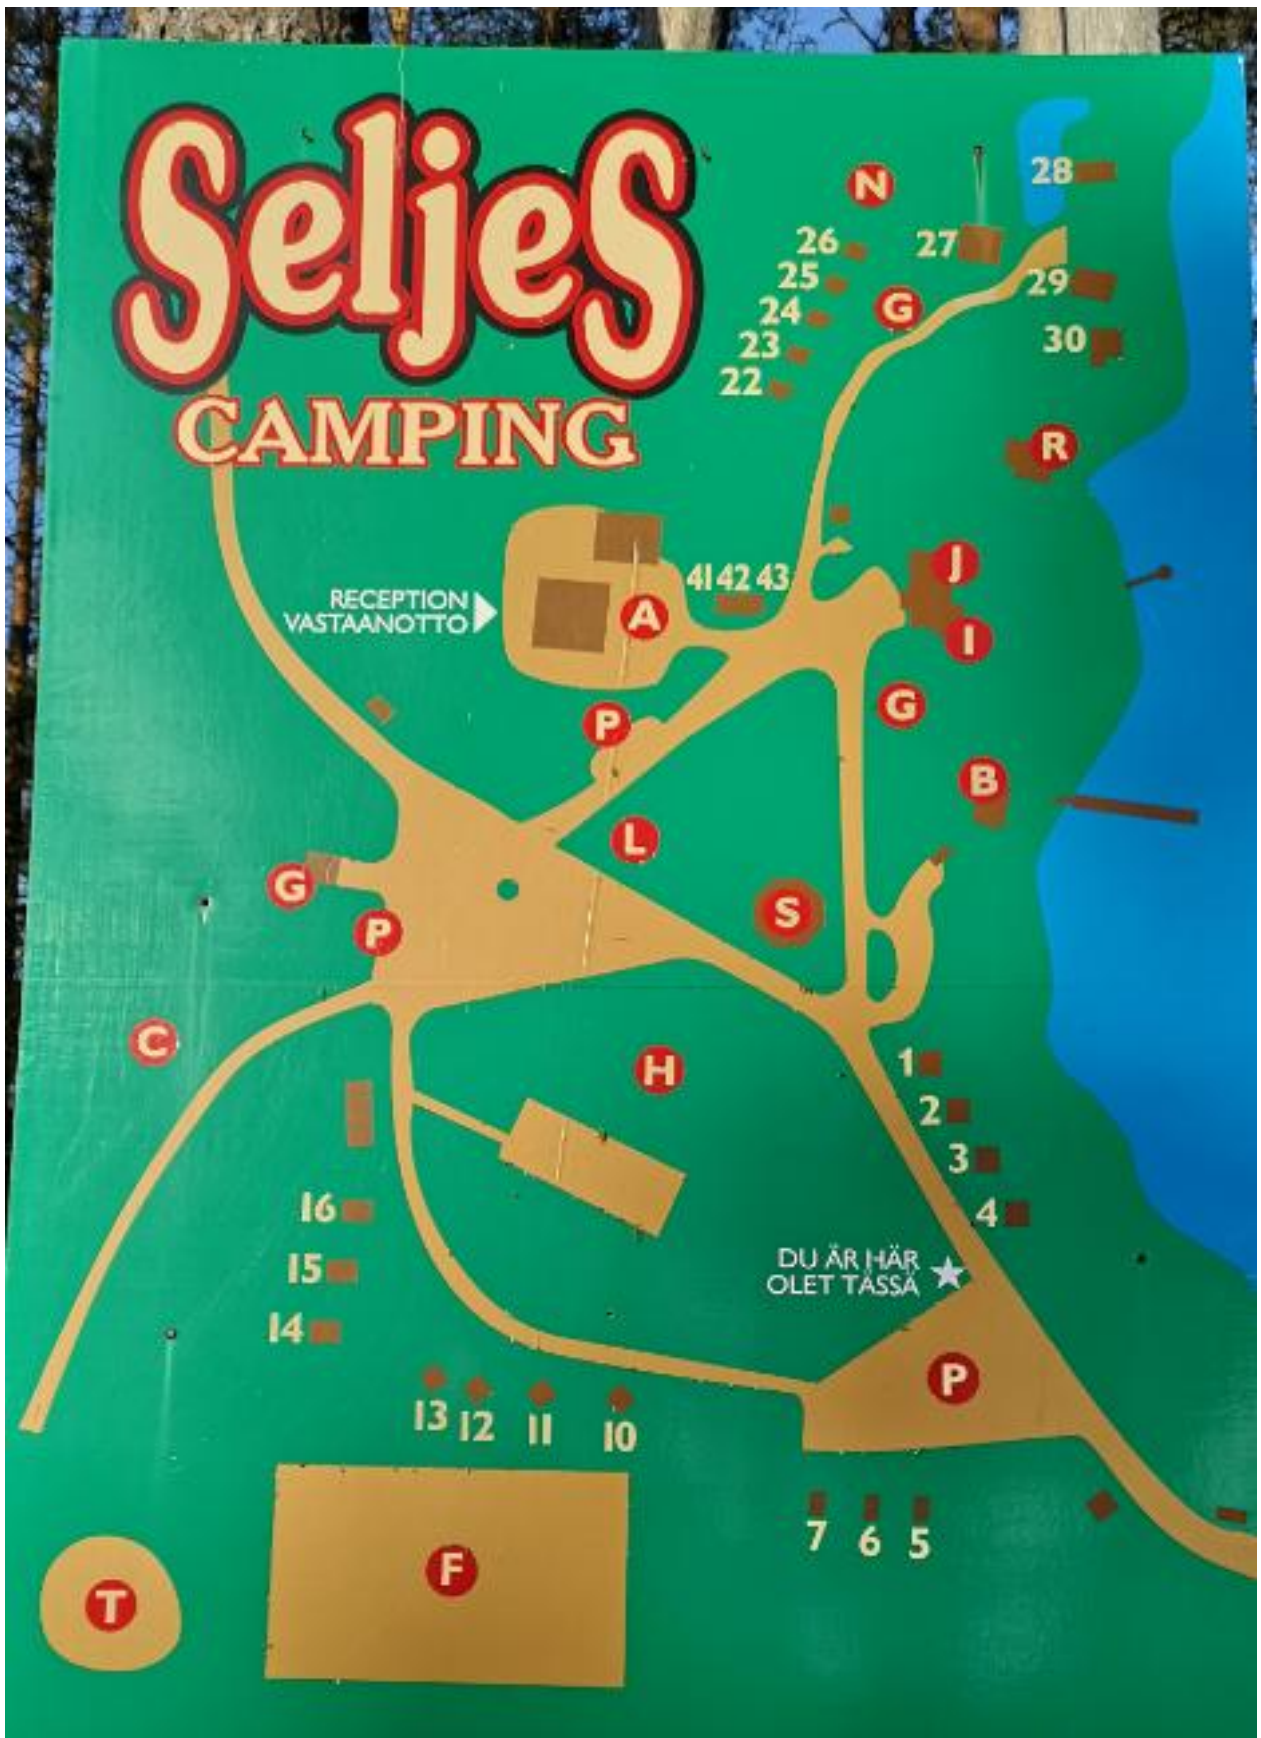 Seljes
CAMPING
N
28
26
27
25
29
24
G
23
30
22
R
J
41 42 43
RECEPTION
VASTAANOTTO
A
I
P
G
B
L
G
S
P
C
H
1
2
3
16
4
15
DU ÄR HÄR
OLET TÄSSÄ
14
P
13
12
11
10
7
6
5
F
T